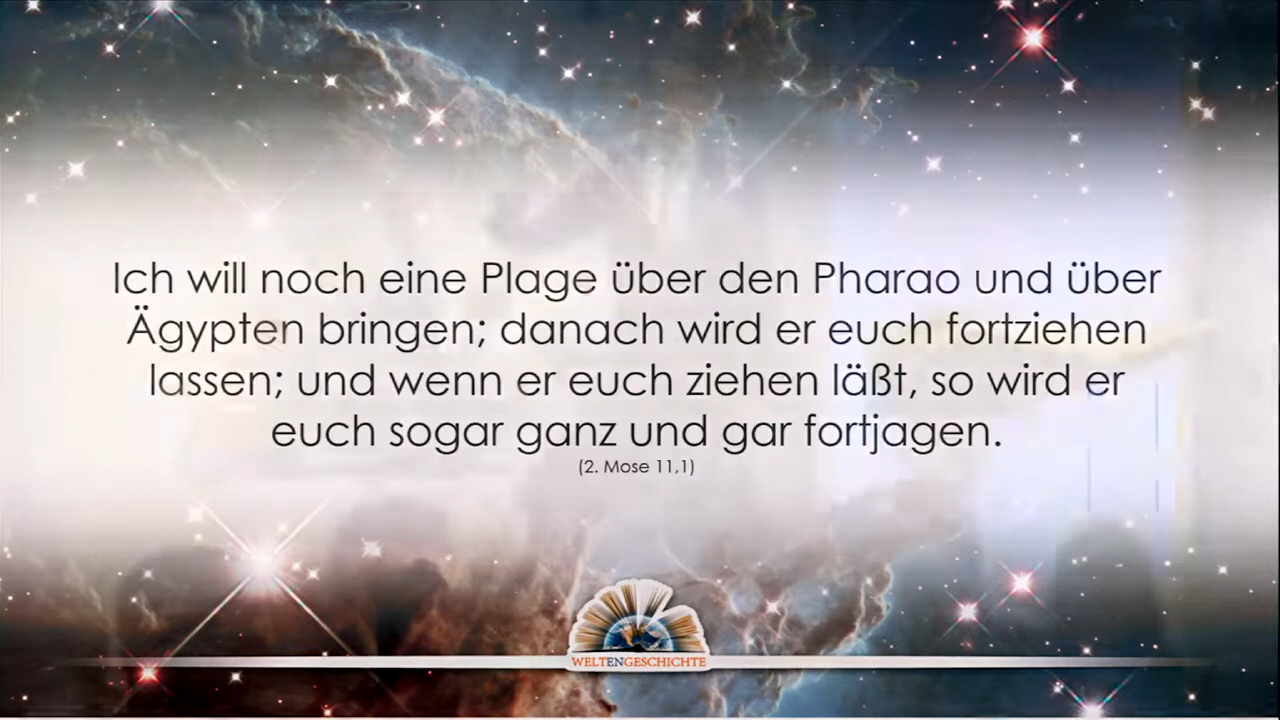 Ich will noch eine Plage über den Pharao und über
Ägypten bringen; danach wird er euch fortziehen
lassen; und wenn er euch ziehen läßt, so wird er
euch sogar ganz und gar fortjagen.
(2. Mose 11,1)
WELTENGESCHICHTE